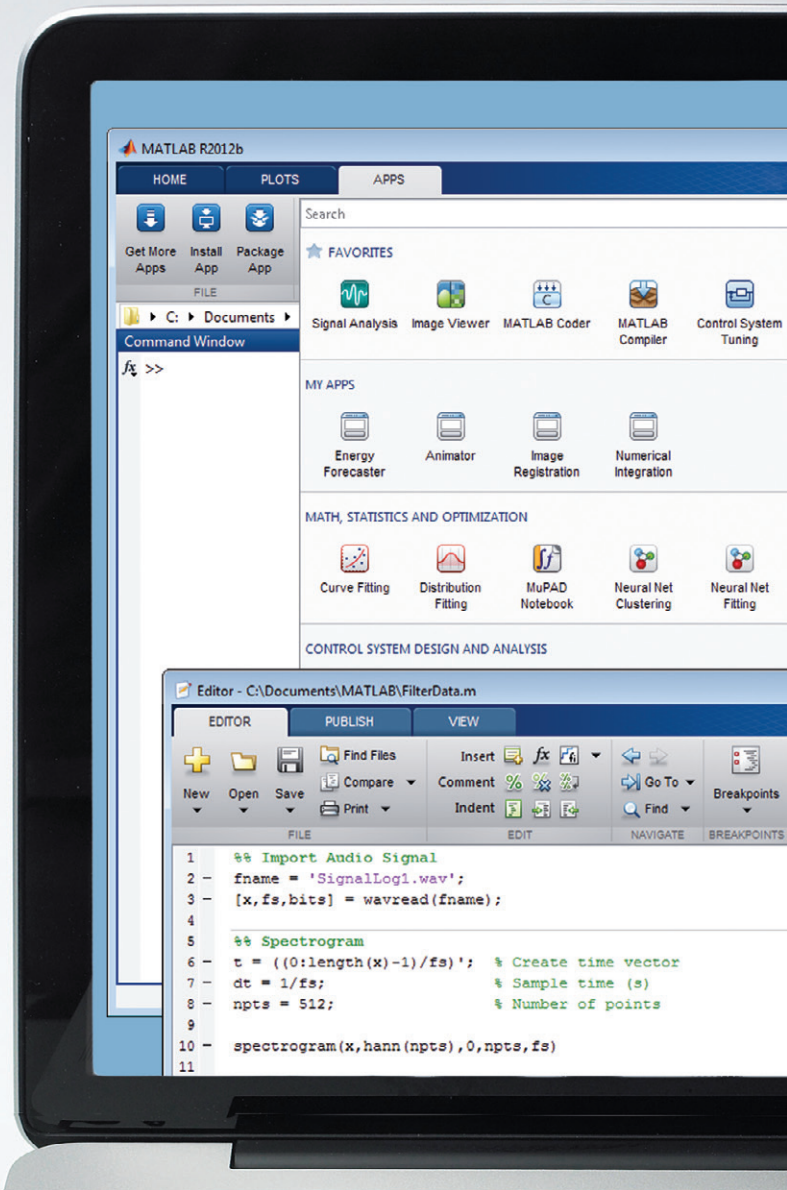 MATLAB R2012b
HOME PLOTS APPS
Get More Apps
Install App
Package App
FILE
Search
FAVORITES
Signal Analysis
Image Viewer
MATLAB Coder
MATLAB Compiler
Control System Tuning
C: Documents
Command Window
fx >>
MY APPS
Energy Forecaster
Animator
Image Registration
Numerical Integration
MATH, STATISTICS AND OPTIMIZATION
Curve Fitting
Distribution Fitting
MuPAD Notebook
Neural Net Clustering
Neural Net Fitting
CONTROL SYSTEM DESIGN AND ANALYSIS
Editor - C:\Documents\MATLAB\FilterData.m
EDITOR PUBLISH VIEW
New
Open
Save
Find Files
Compare
Print
FILE
Insert fx
Comment
Indent
EDIT
Go To
Find
NAVIGATE
Breakpoints
BREAKPOINTS
1 %% Import Audio Signal
2 – fname = 'SignalLog1.wav';
3 – [x,fs,bits] = wavread(fname);
4
5 %% Spectrogram
6 – t = ((0:length(x)-1)/fs)'; % Create time vector
7 – dt = 1/fs; % Sample time (s)
8 – npts = 512; % Number of points
9
10 – spectrogram(x,hann(npts),0,npts,fs)
11